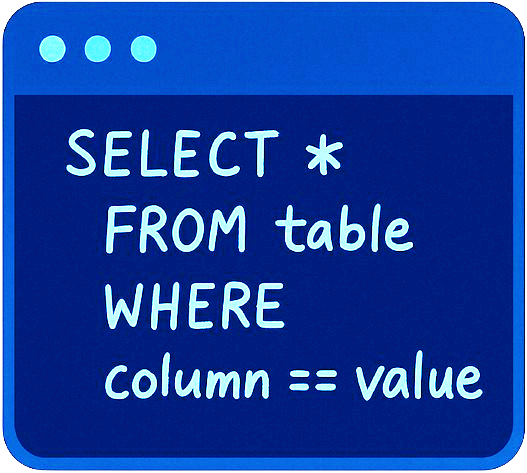 SELECT *
FROM table
WHERE
column == value